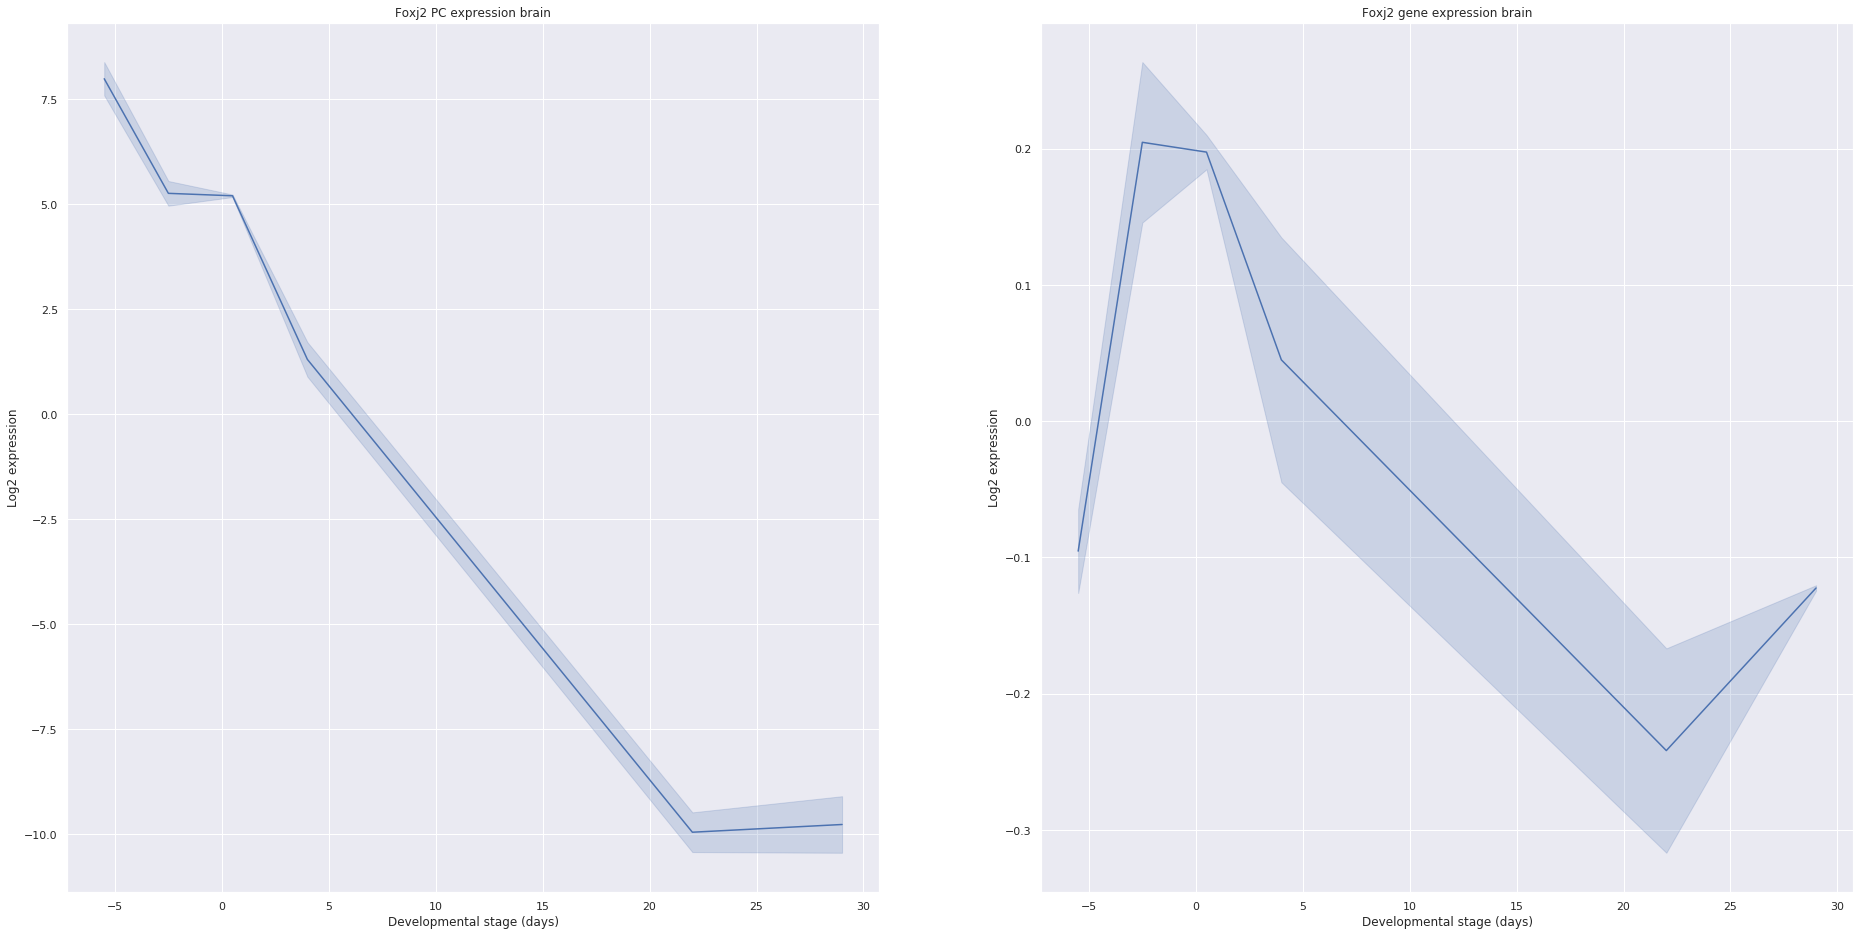 Foxj2 PC expression brain
7.5
5.0
2.5
0.0
−2.5
−5.0
−7.5
−10.0
Log2 expression
−5 0 5 10 15 20 25 30
Developmental stage (days)
Foxj2 gene expression brain
0.2
0.1
0.0
−0.1
−0.2
−0.3
Log2 expression
−5 0 5 10 15 20 25 30
Developmental stage (days)